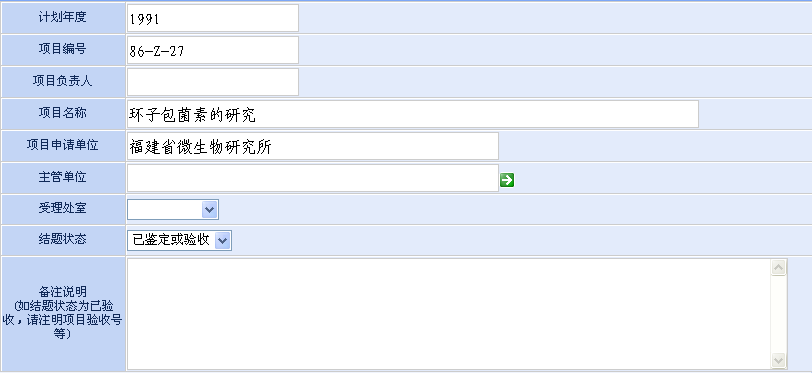 计划年度 1991
项目编号 86-Z-27
项目负责人
项目名称 环子包菌素的研究
项目申请单位 福建省微生物研究所
主管单位
受理处室
结题状态 已鉴定或验收
备注说明
(如结题状态为已验
收，请注明项目验收号
等)